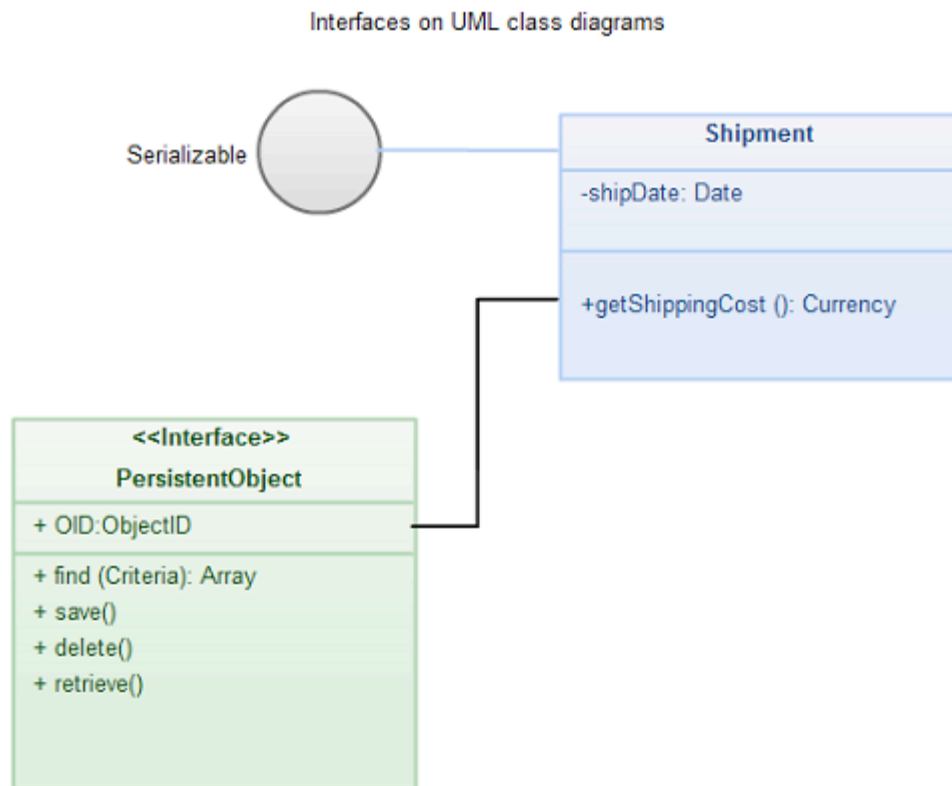 Interfaces on UML class diagrams
Serializable
Shipment
-shipDate: Date
+getShippingCost (): Currency
<<Interface>>
PersistentObject
+ OID:ObjectID
+ find (Criteria): Array
+ save()
+ delete()
+ retrieve()